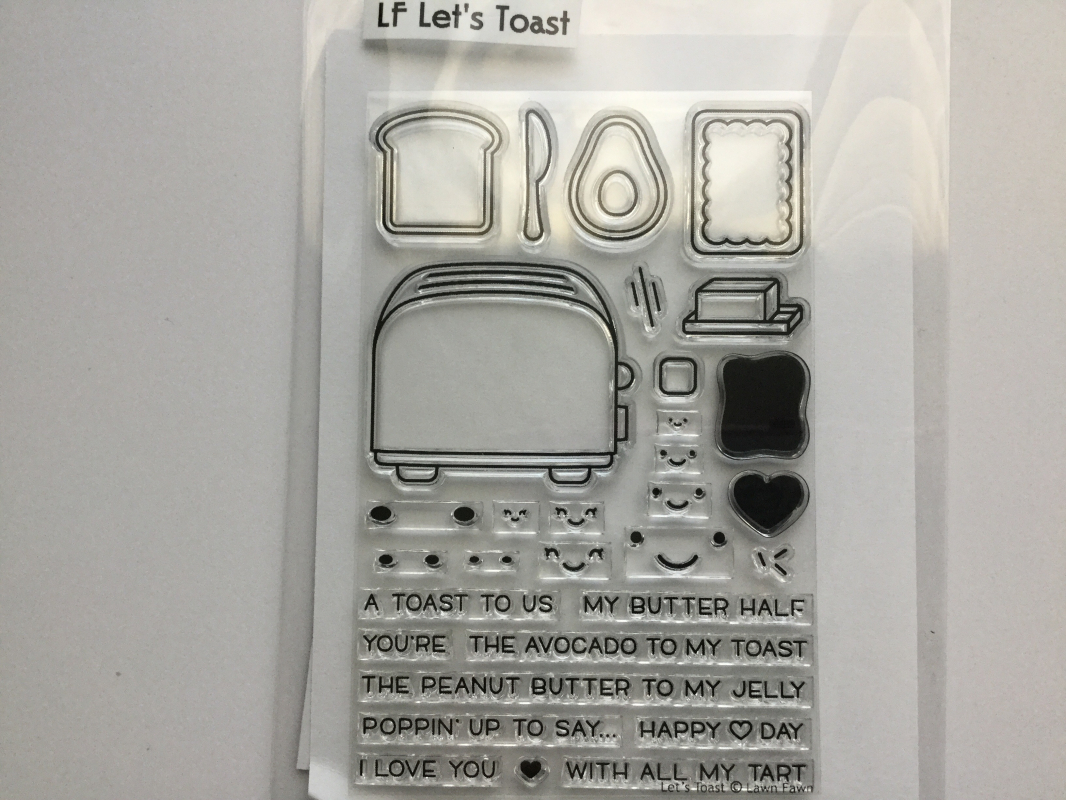 LF Let's Toast
A TOAST TO US MY BUTTER HALF
YOU'RE THE AVOCADO TO MY TOAST
THE PEANUT BUTTER TO MY JELLY
POPPIN' UP TO SAY... HAPPY ♡ DAY
I LOVE YOU ♥ WITH ALL MY TART
Let's Toast © Lawn Fawn